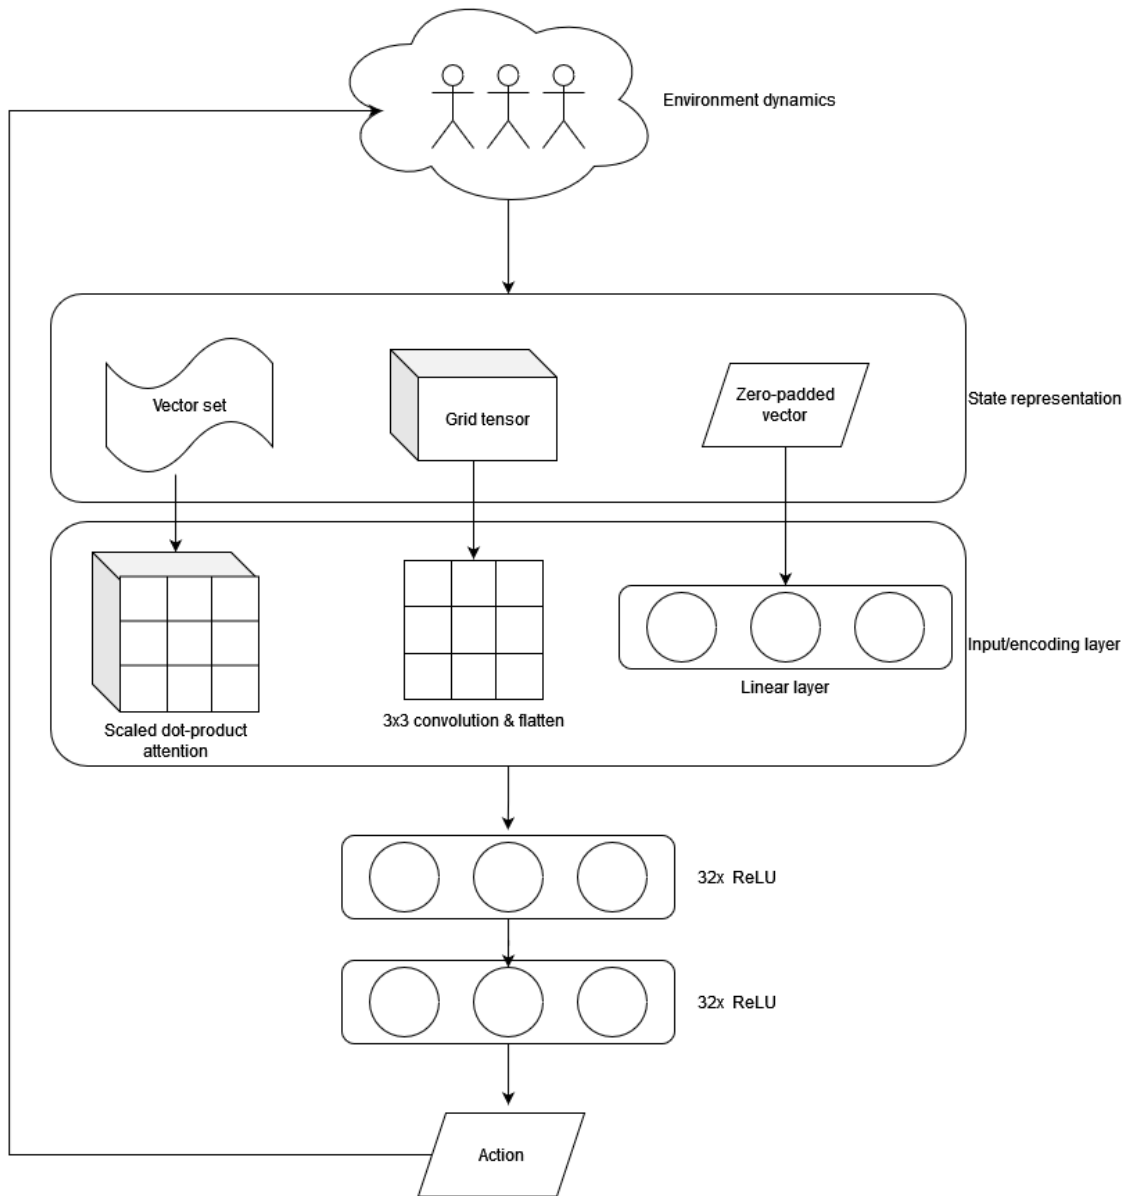 Environment dynamics
Vector set
Grid tensor
Zero-padded
vector
State representation
Scaled dot-product
attention
3x3 convolution & flatten
Linear layer
Input/encoding layer
32x ReLU
32x ReLU
Action